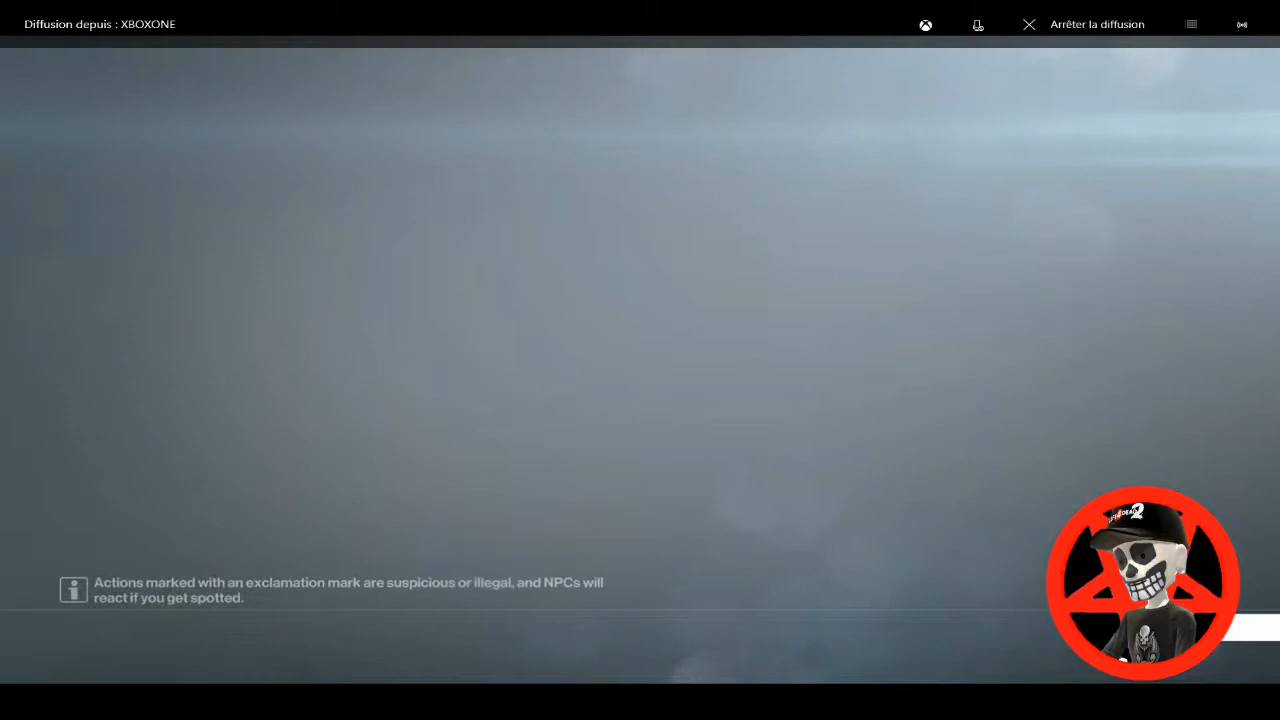 Diffusion depuis : XBOXONE
Arrêter la diffusion
Actions marked with an exclamation mark are suspicious or illegal, and NPCs will
react if you get spotted.